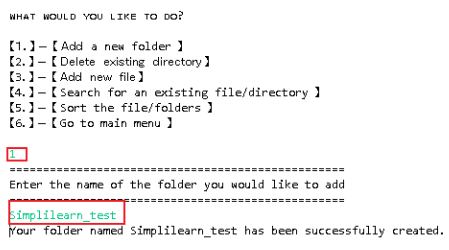 WHAT WOULD YOU LIKE TO DO?
【1.】—【Add a new folder 】
【2.】—【Delete existing directory】
【3.】—【Add new file】
【4.】—【Search for an existing file/directory 】
【5.】—【Sort the file/folders 】
【6.】—【Go to main menu 】
1
==================================================
Enter the name of the folder you would like to add
==================================================
Simplilearn_test
Your folder named Simplilearn_test has been successfully created.